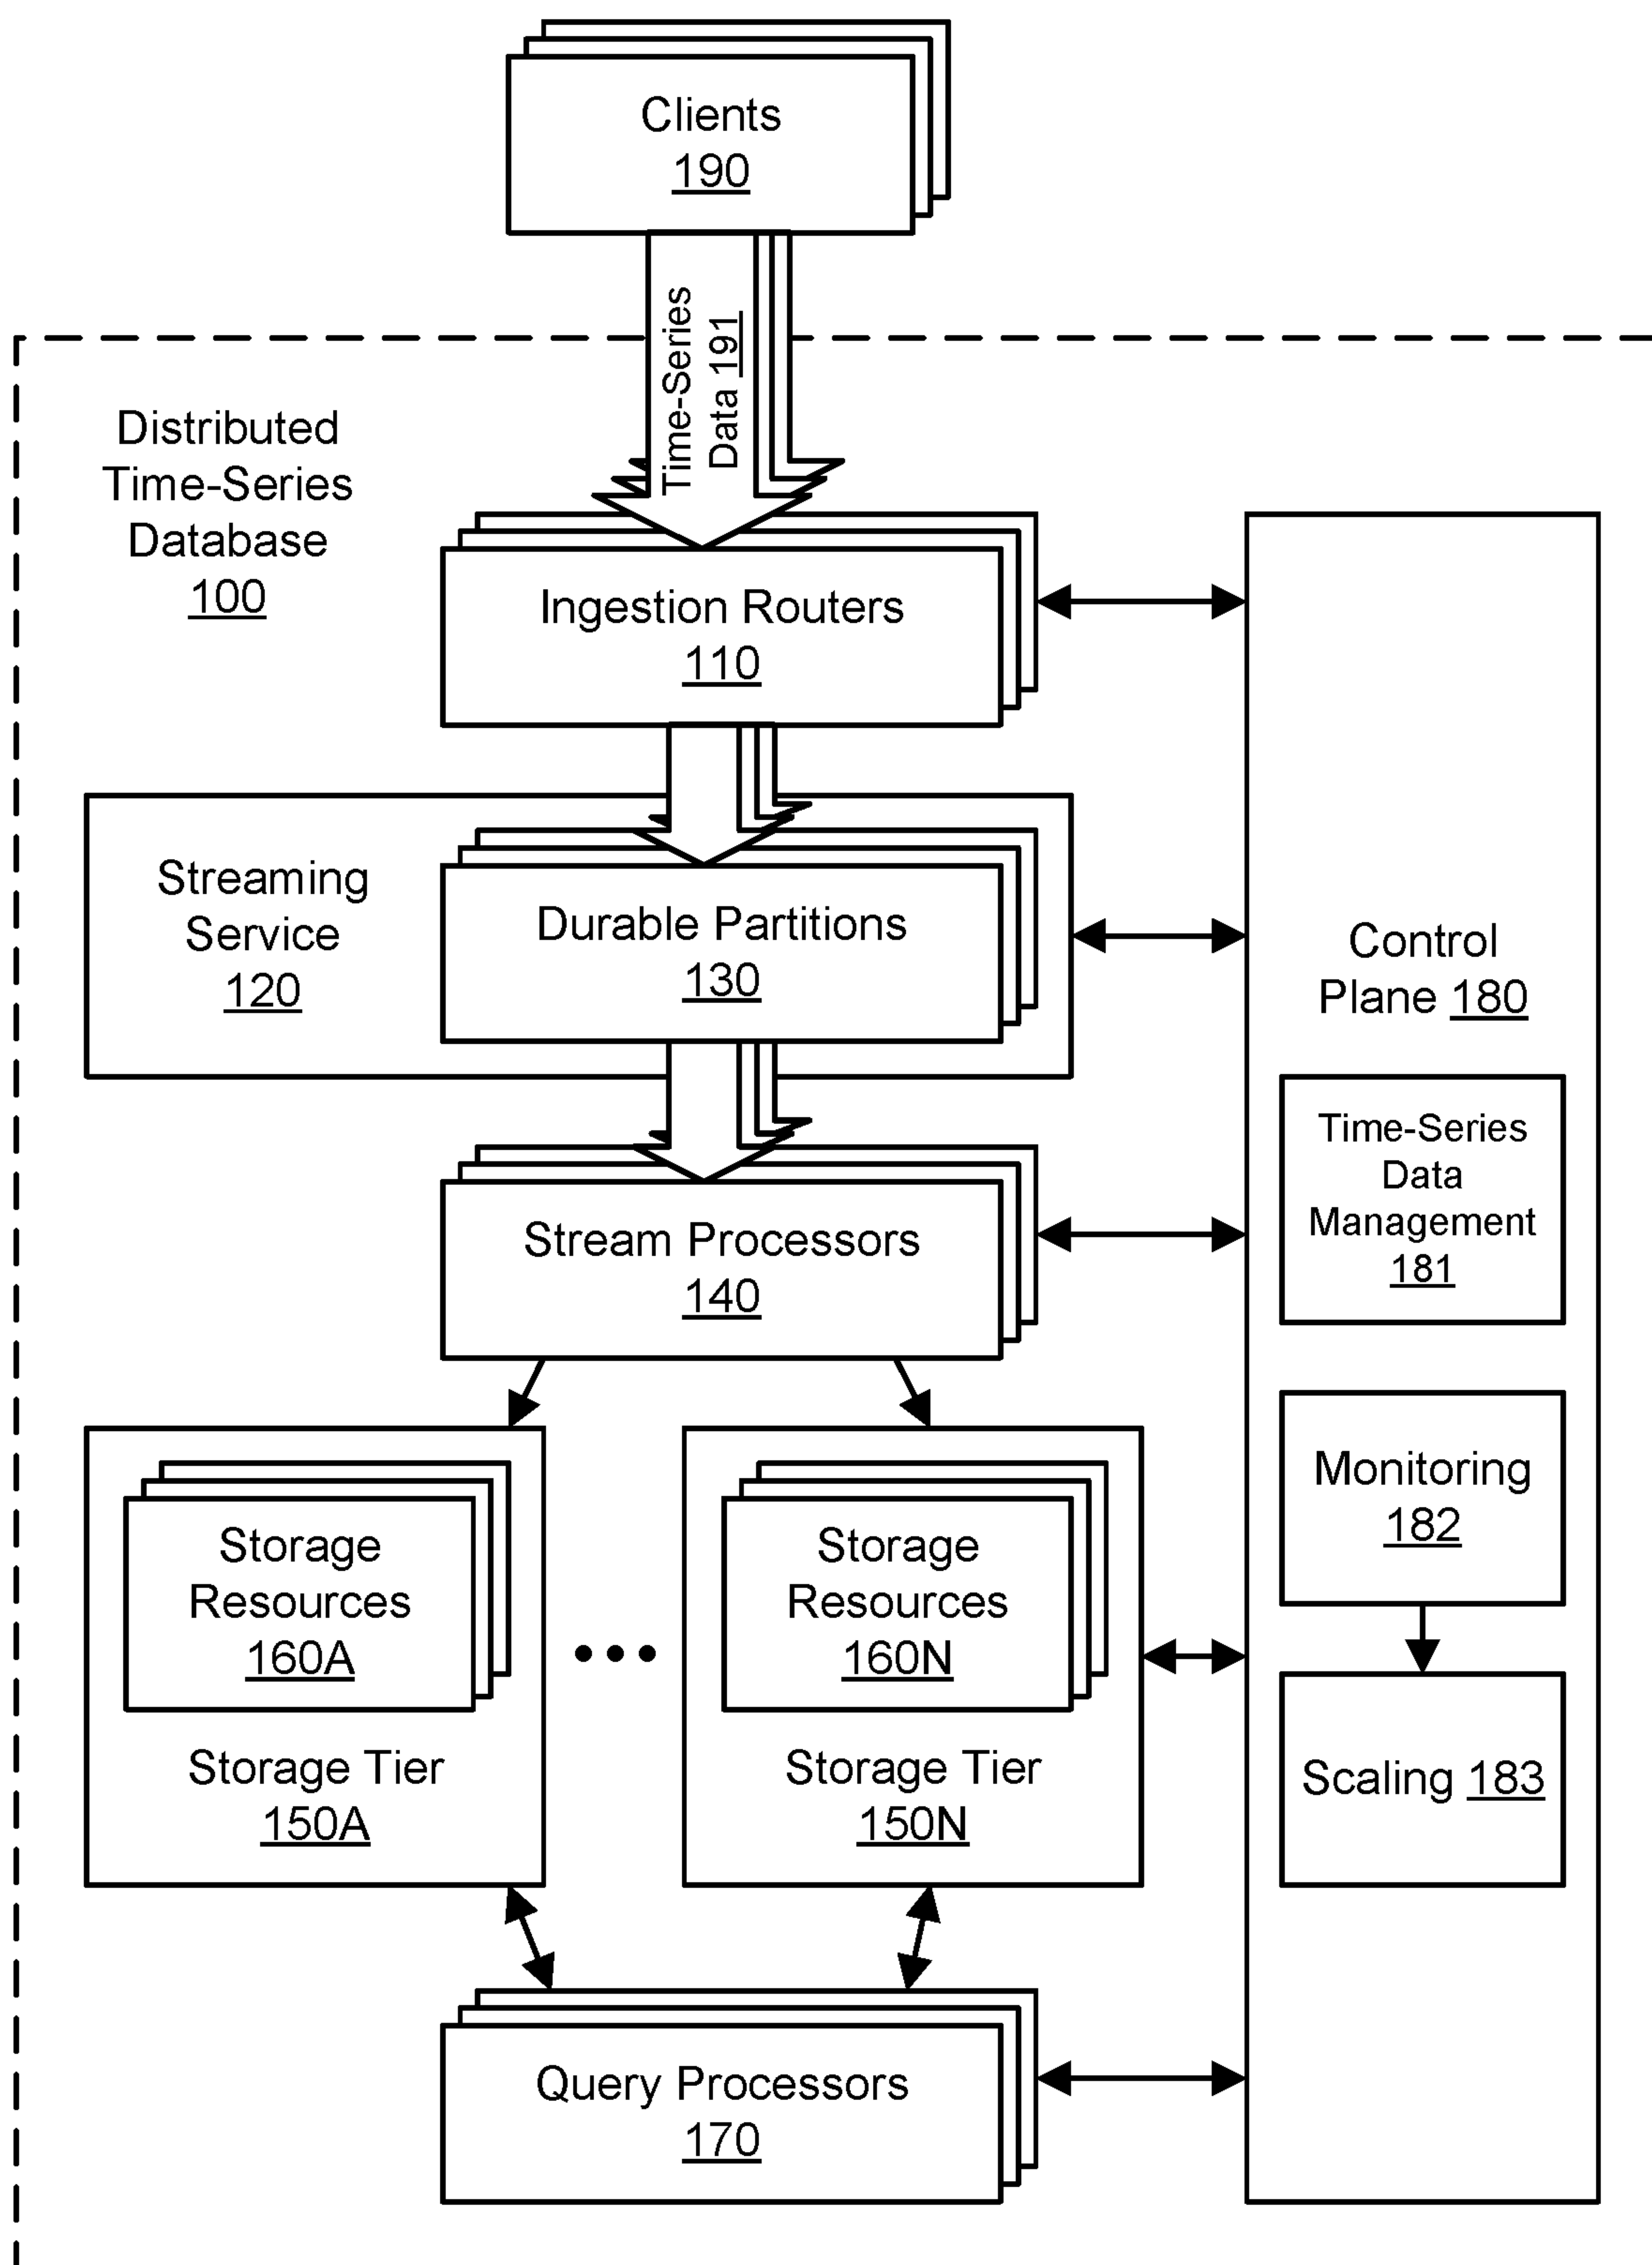 Clients
190
Time-Series
Data 191
Distributed
Time-Series
Database
100
Ingestion Routers
110
Streaming
Service
120
Durable Partitions
130
Control
Plane 180
Time-Series
Data
Management
181
Stream Processors
140
Monitoring
182
Storage
Resources
160A
Storage Tier
150A
Storage
Resources
160N
Storage Tier
150N
Scaling 183
Query Processors
170